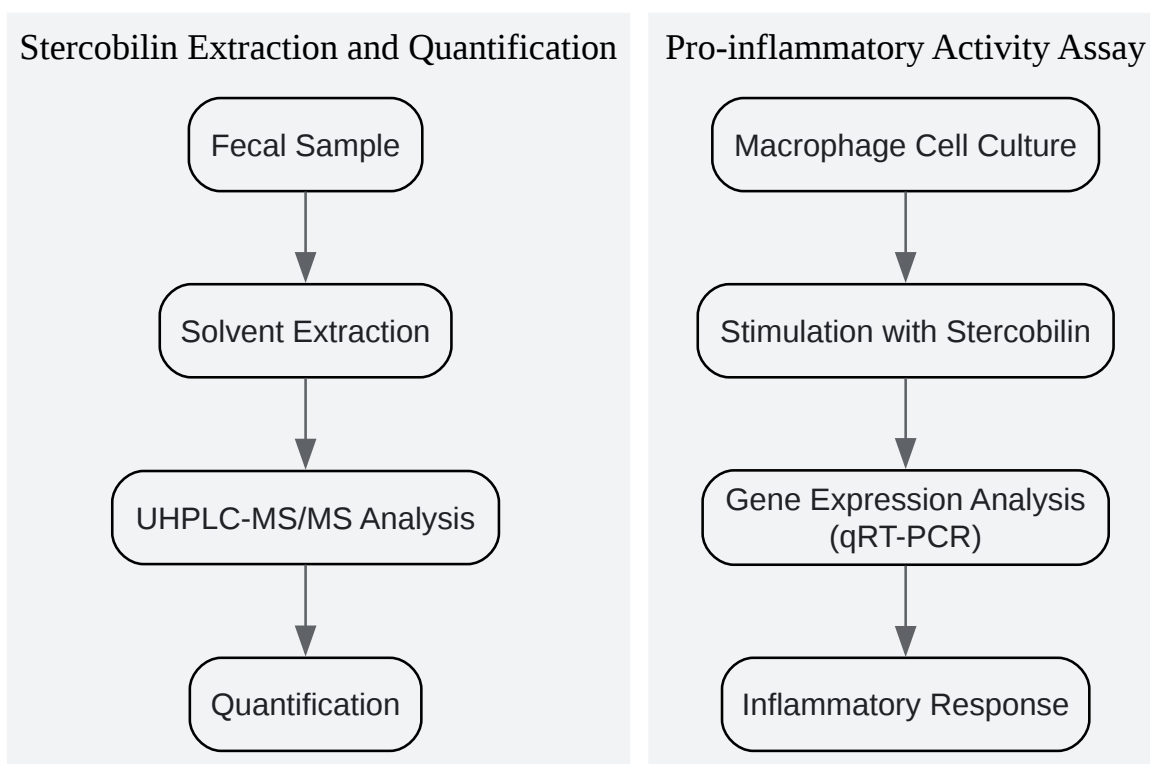 Stercobilin Extraction and Quantification
Fecal Sample
Solvent Extraction
UHPLC-MS/MS Analysis
Quantification
Pro-inflammatory Activity Assay
Macrophage Cell Culture
Stimulation with Stercobilin
Gene Expression Analysis
(qRT-PCR)
Inflammatory Response